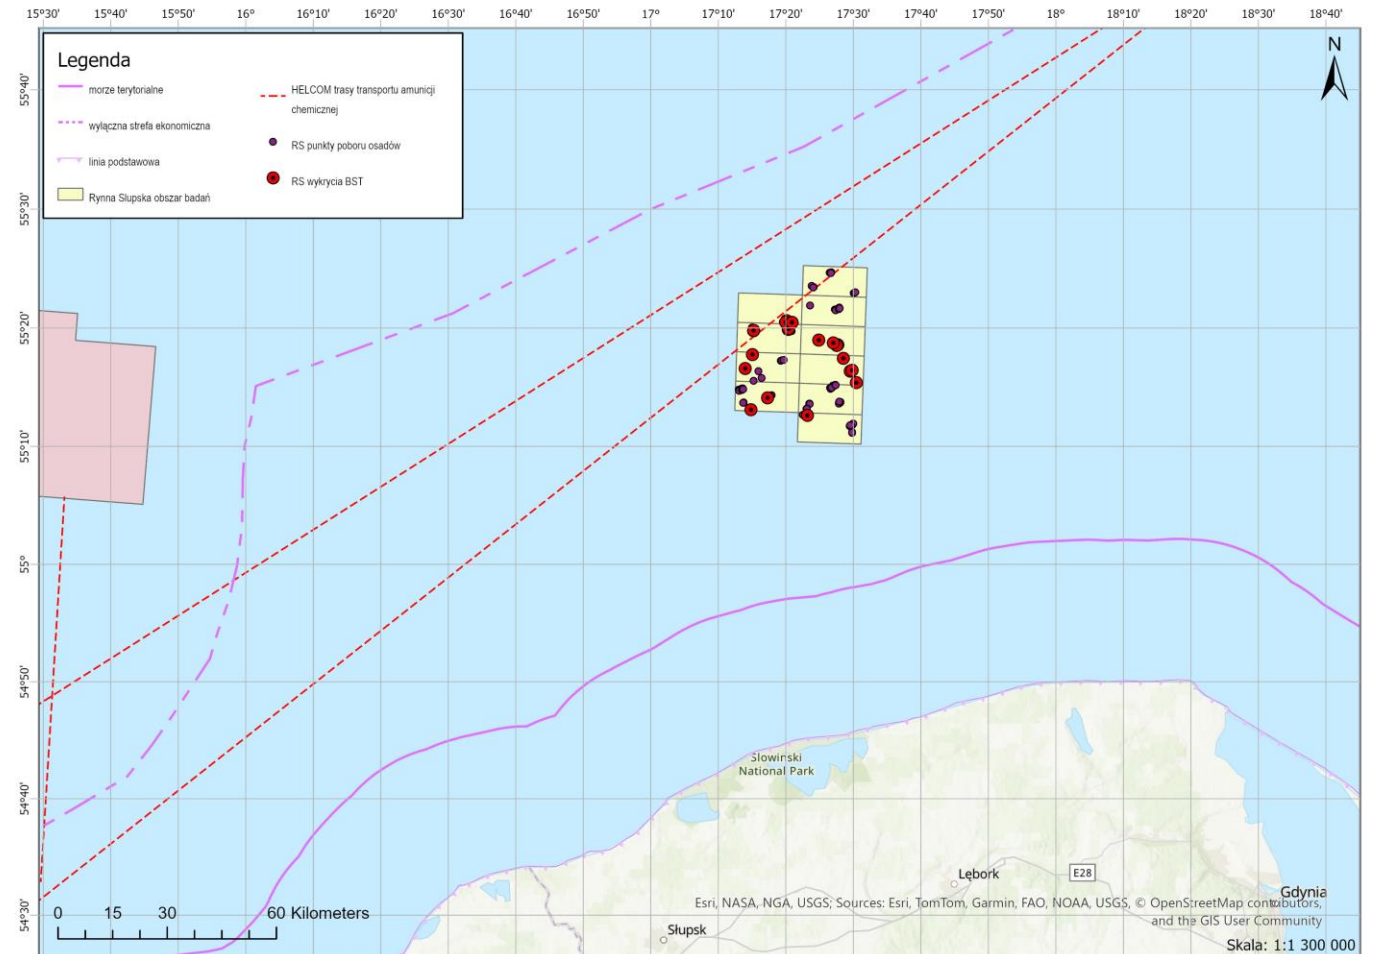 15°30' 15°40' 15°50' 16° 16°10' 16°20' 16°30' 16°40' 16°50' 17° 17°10' 17°20' 17°30' 17°40' 17°50' 18° 18°10' 18°20' 18°30' 18°40'
Legenda
morze terytorialne
wyłączna strefa ekonomiczna
linia podstawowa
Rynna Slupska obszar badań
HELCOM trasy transportu amunicji
chemicznej
RS punkty poboru osadów
RS wykrycia BST
N
55°40'
55°30'
55°20'
55°10'
55°
54°50'
54°40'
54°30'
Slowinski
National Park
Lębork
E28
Gdynia
Słupsk
0 15 30 60 Kilometers
Esri, NASA, NGA, USGS; Sources: Esri, TomTom, Garmin, FAO, NOAA, USGS, © OpenStreetMap contributors,
and the GIS User Community
Skala: 1:1 300 000